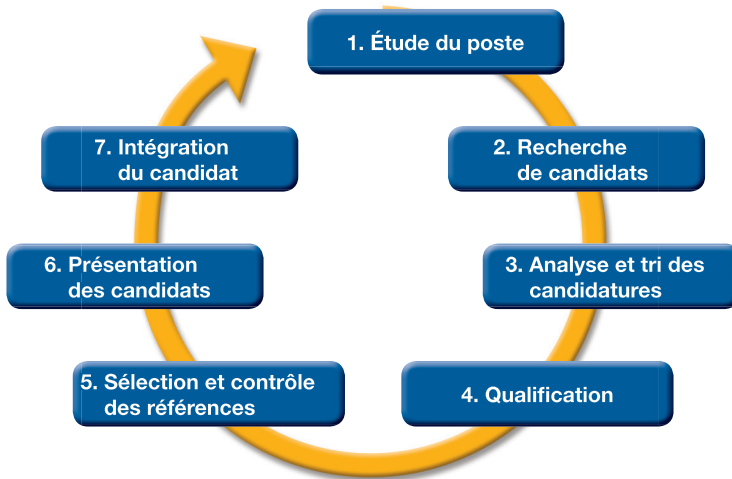 1. Étude du poste
2. Recherche
de candidats
3. Analyse et tri des
candidatures
4. Qualification
5. Sélection et contrôle
des références
6. Présentation
des candidats
7. Intégration
du candidat